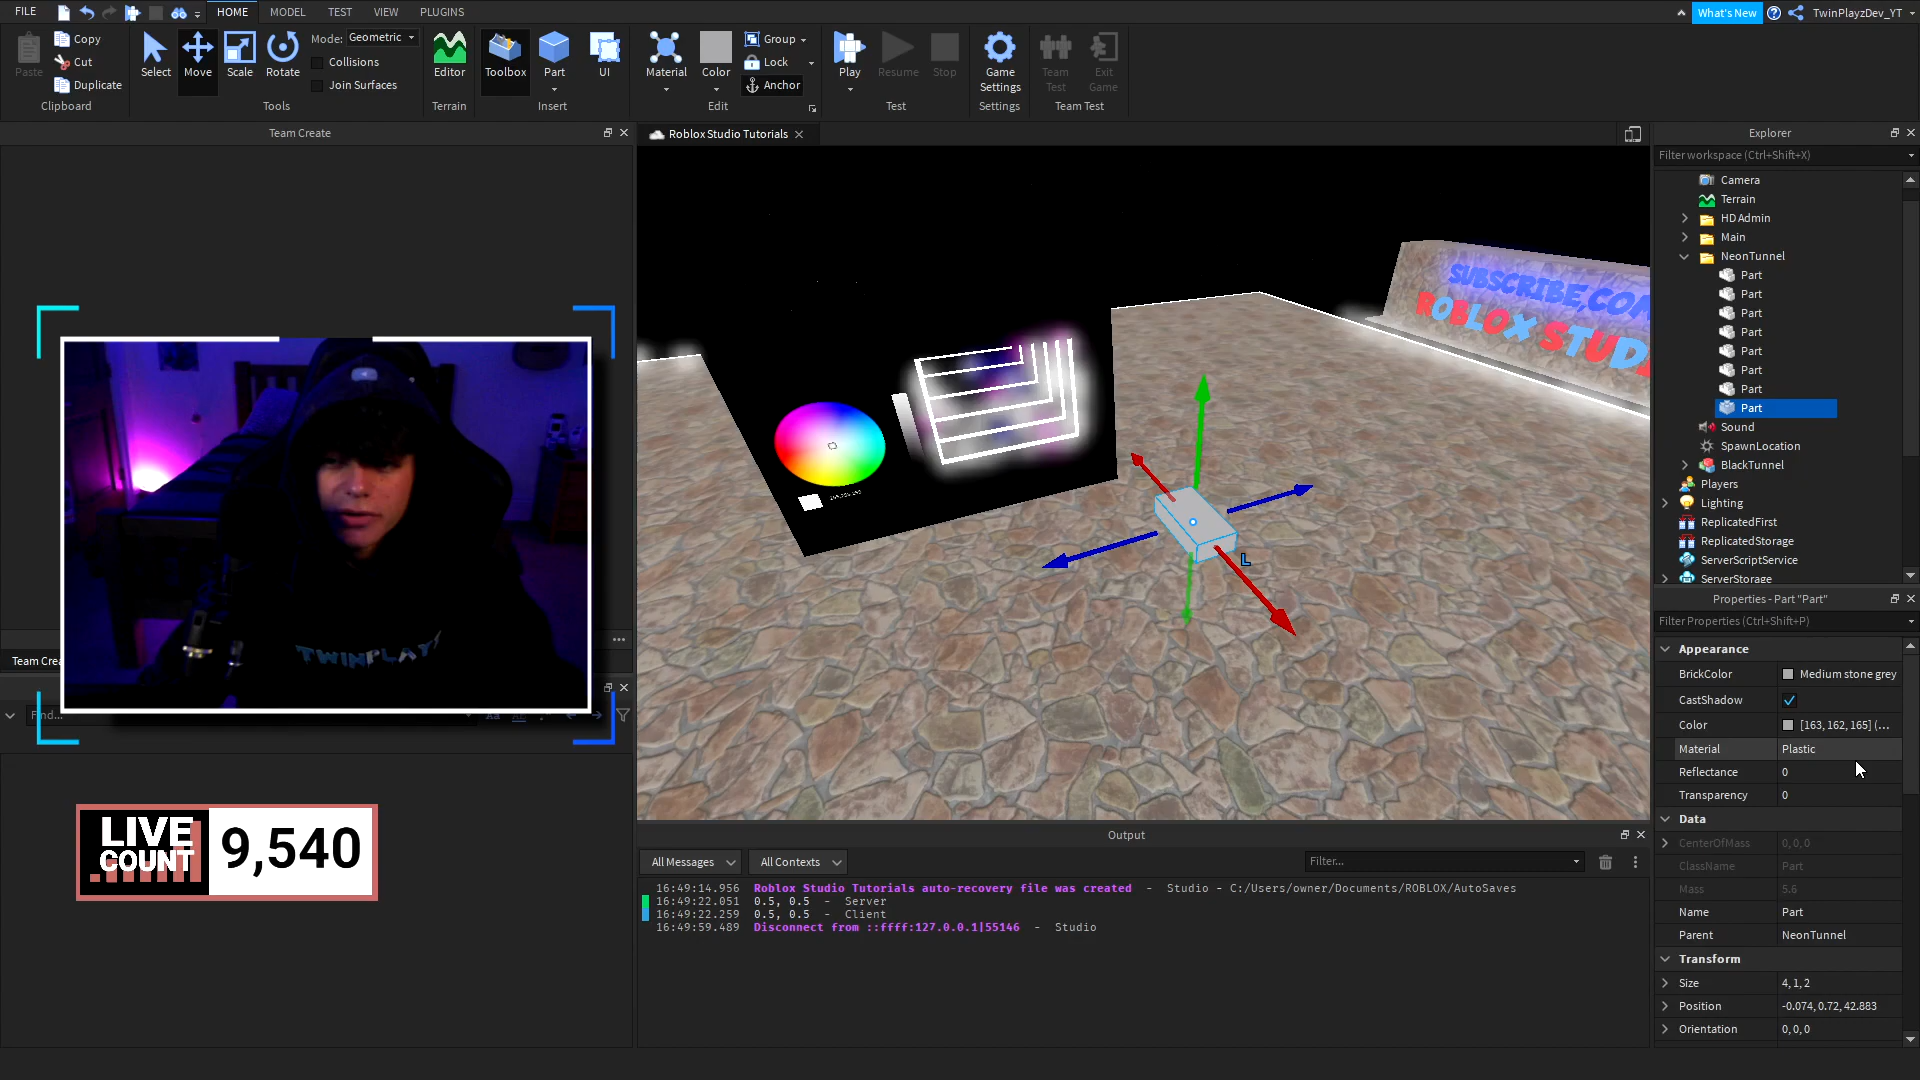 FILE
HOME
MODEL
TEST
VIEW
PLUGINS
What's New
TwinPlayzDev_YT
Paste
Copy
Cut
Duplicate
Clipboard
Select
Move
Scale
Rotate
Mode: Geometric
Collisions
Join Surfaces
Tools
Editor
Terrain
Toolbox
Part
UI
Insert
Material
Color
Group
Lock
Anchor
Edit
Play
Resume
Stop
Test
Game
Settings
Settings
Team
Test
Exit
Game
Team Test
Team Create
Roblox Studio Tutorials
SUBSCRIBE,COM
ROBLOX STUD
L
TWINPLAY
Team Crea
Find...
LIVE
COUNT
9,540
Output
All Messages
All Contexts
Filter...
16:49:14.956 Roblox Studio Tutorials auto-recovery file was created - Studio - C:/Users/owner/Documents/ROBLOX/AutoSaves
16:49:22.051 0.5, 0.5 - Server
16:49:22.259 0.5, 0.5 - Client
16:49:59.489 Disconnect from ::ffff:127.0.0.1|55146 - Studio
Explorer
Filter workspace (Ctrl+Shift+X)
Camera
Terrain
HD Admin
Main
NeonTunnel
Part
Part
Part
Part
Part
Part
Part
Part
Sound
SpawnLocation
BlackTunnel
Players
Lighting
ReplicatedFirst
ReplicatedStorage
ServerScriptService
ServerStorage
Properties - Part "Part"
Filter Properties (Ctrl+Shift+P)
Appearance
BrickColor Medium stone grey
CastShadow
Color [163, 162, 165] (...
Material Plastic
Reflectance 0
Transparency 0
Data
CenterOfMass 0, 0, 0
ClassName Part
Mass 5.6
Name Part
Parent NeonTunnel
Transform
Size 4, 1, 2
Position -0.074, 0.72, 42.883
Orientation 0, 0, 0